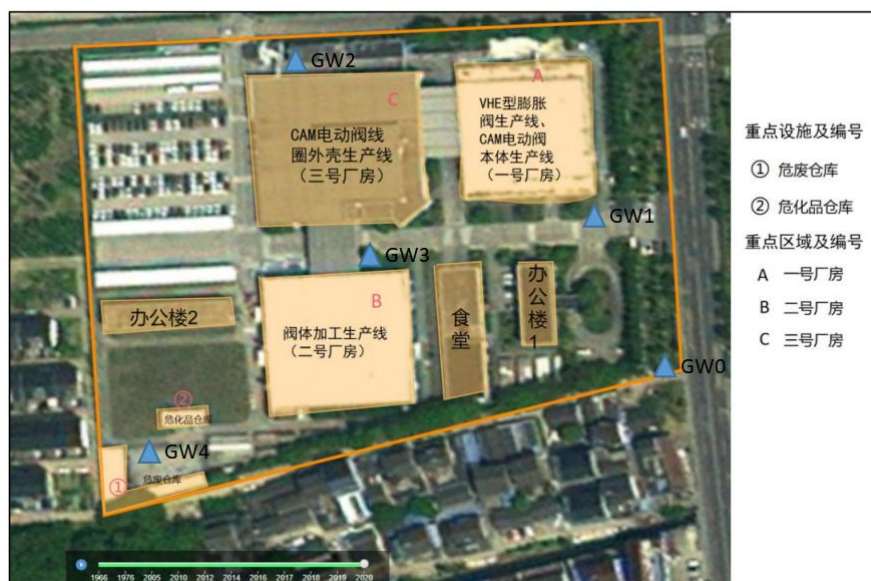 GW2
A
C
VHE型膨胀
阀生产线、
CAM电动阀
本体生产线
（一号厂房）
CAM电动阀线
圈外壳生产线
（三号厂房）
GW1
GW3
B
阀体加工生产线
（二号厂房）
食堂
办公楼1
办公楼2
GW0
②
危化品仓库
GW4
①
危废仓库
1966 1976 2005 2010 2012 2014 2016 2017 2018 2019 2020
重点设施及编号
① 危废仓库
② 危化品仓库
重点区域及编号
A 一号厂房
B 二号厂房
C 三号厂房